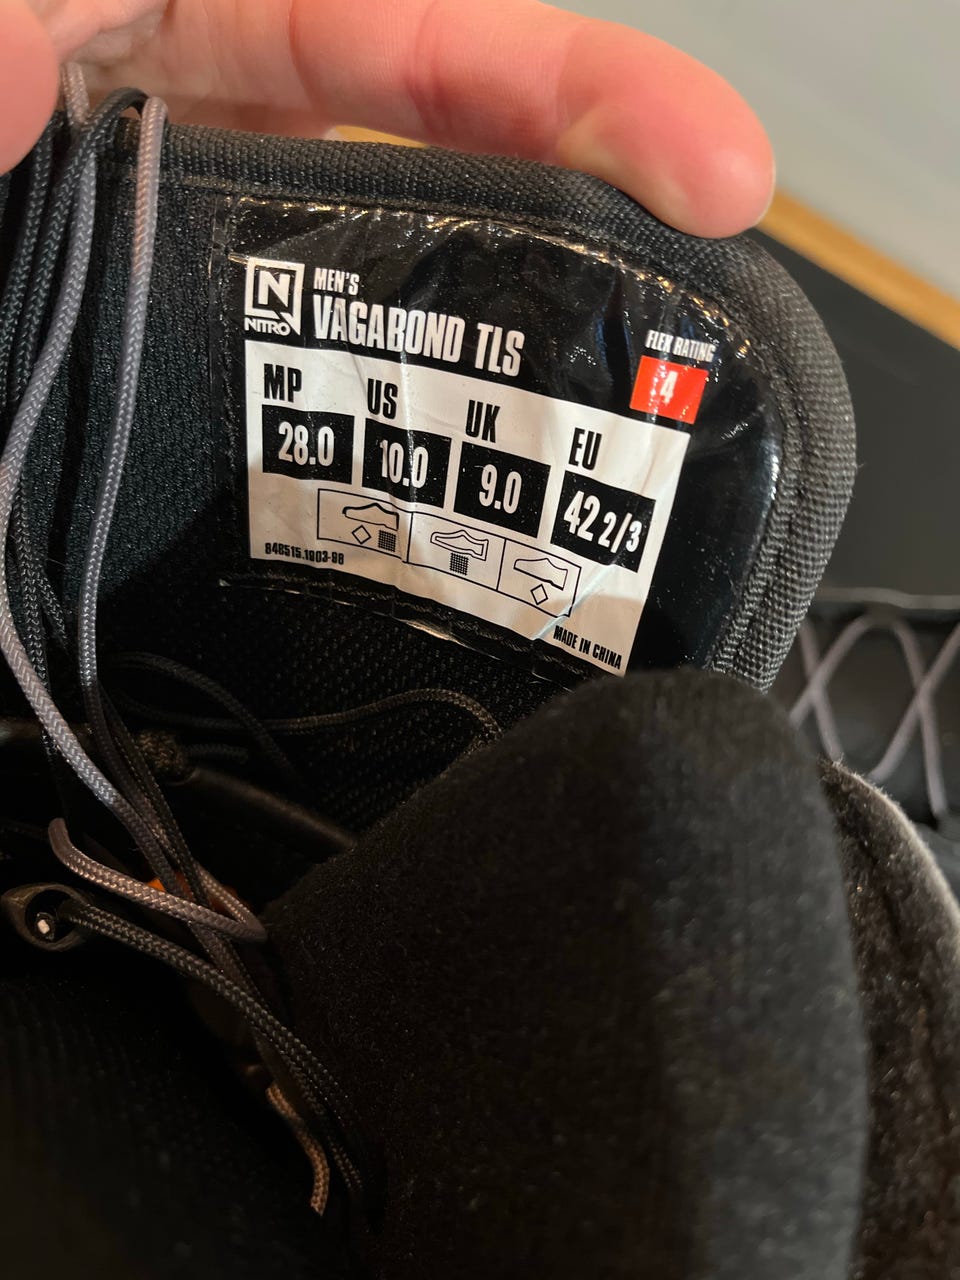 N
NITRO
MEN'S
VAGABOND TLS
FLEX RATING
4
MP US UK EU
28.0 10.0 9.0 42 2/3
848515.1903-98
MADE IN CHINA